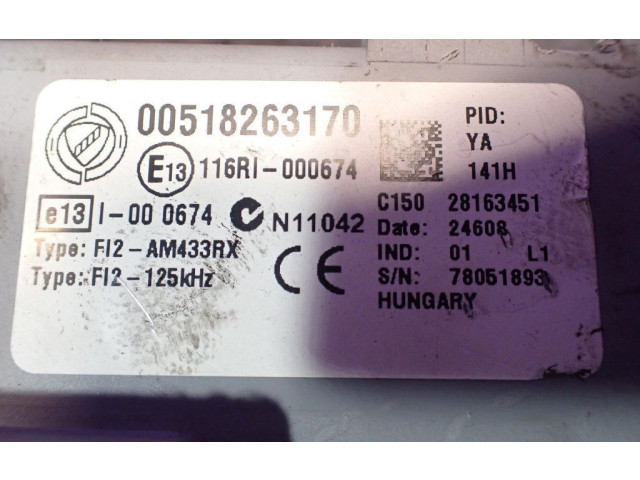 00518263170
E13 116RI-000674
e13 I-00 0674 N11042
Type: FI2-AM433RX
Type: FI2-125kHz
CE
PID:
YA
141H
C150 28163451
Date: 24608
IND: 01 L1
S/N: 78051893
HUNGARY